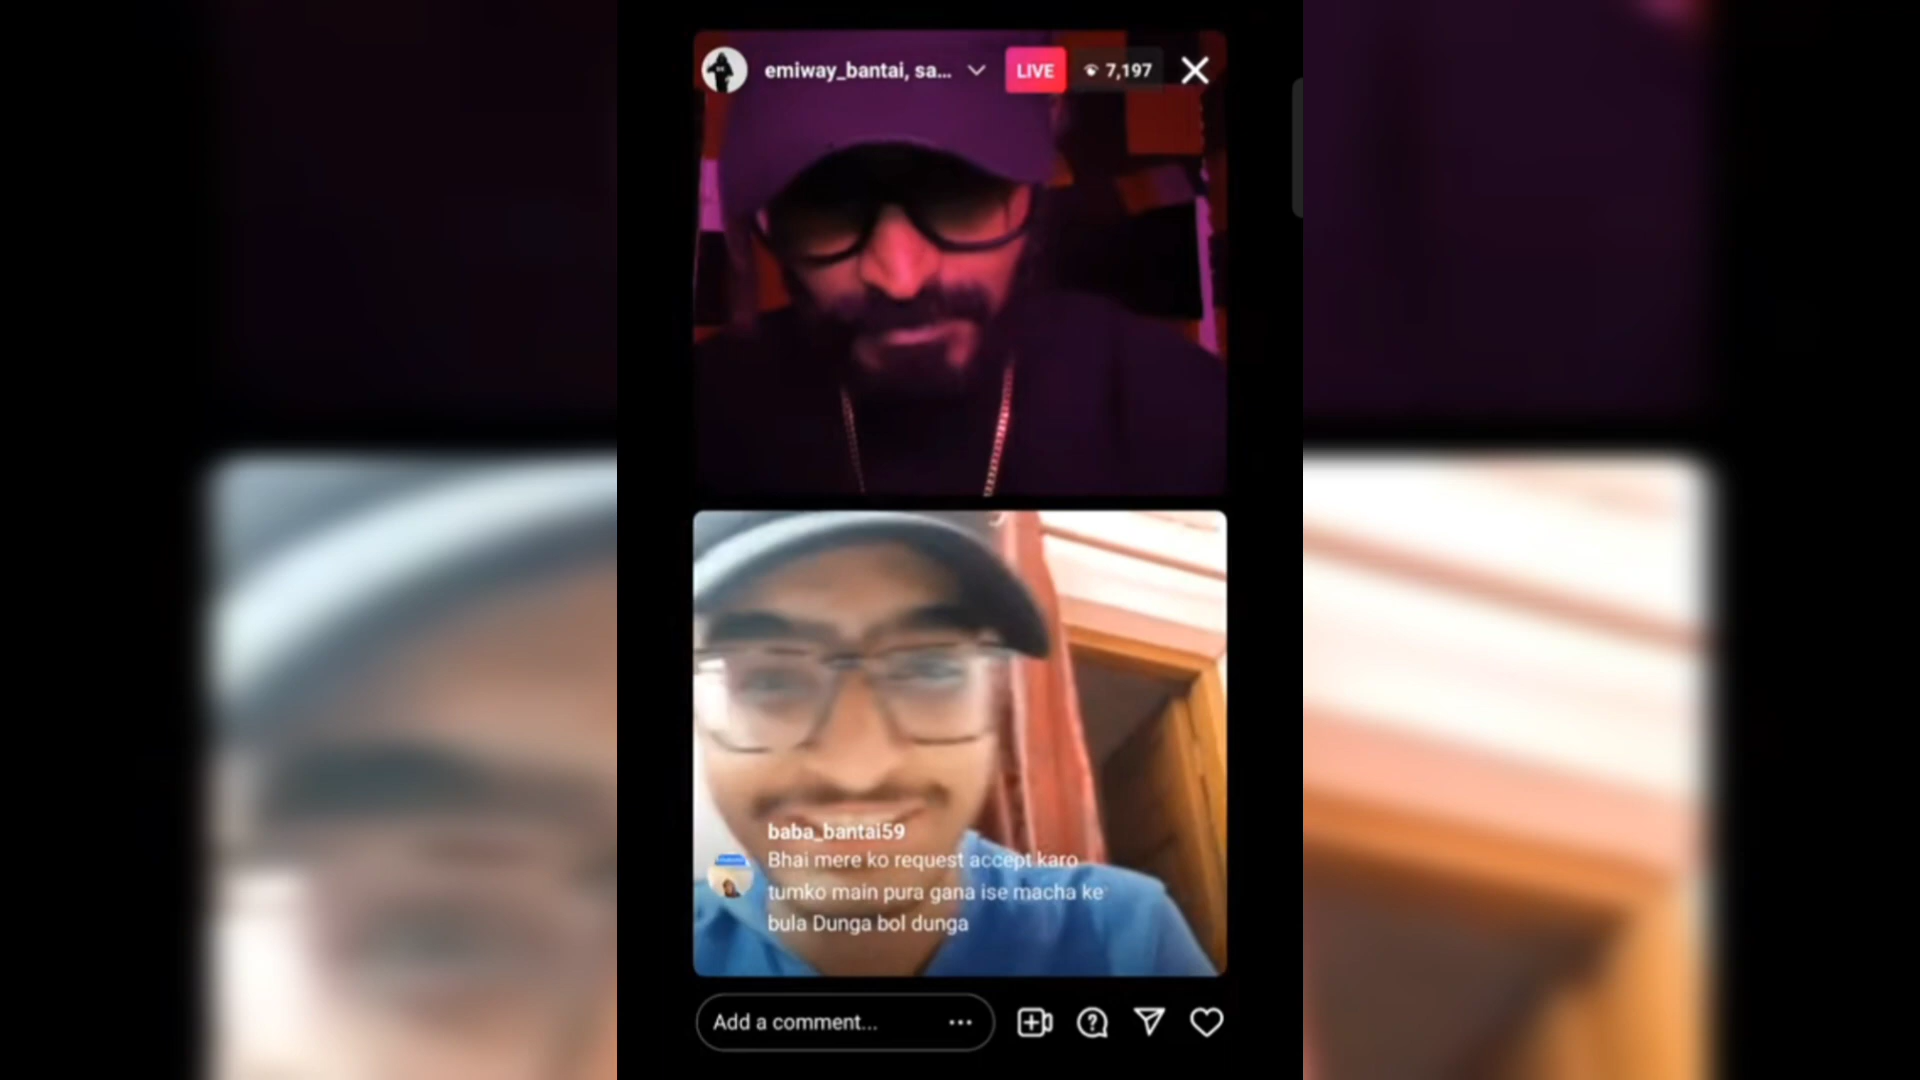 emiway_bantai, sa... LIVE 7,197
baba_bantai59
Bhai mere ko request accept karo
tumko main pura gana ise macha ke
bula Dunga bol dunga
Add a comment...